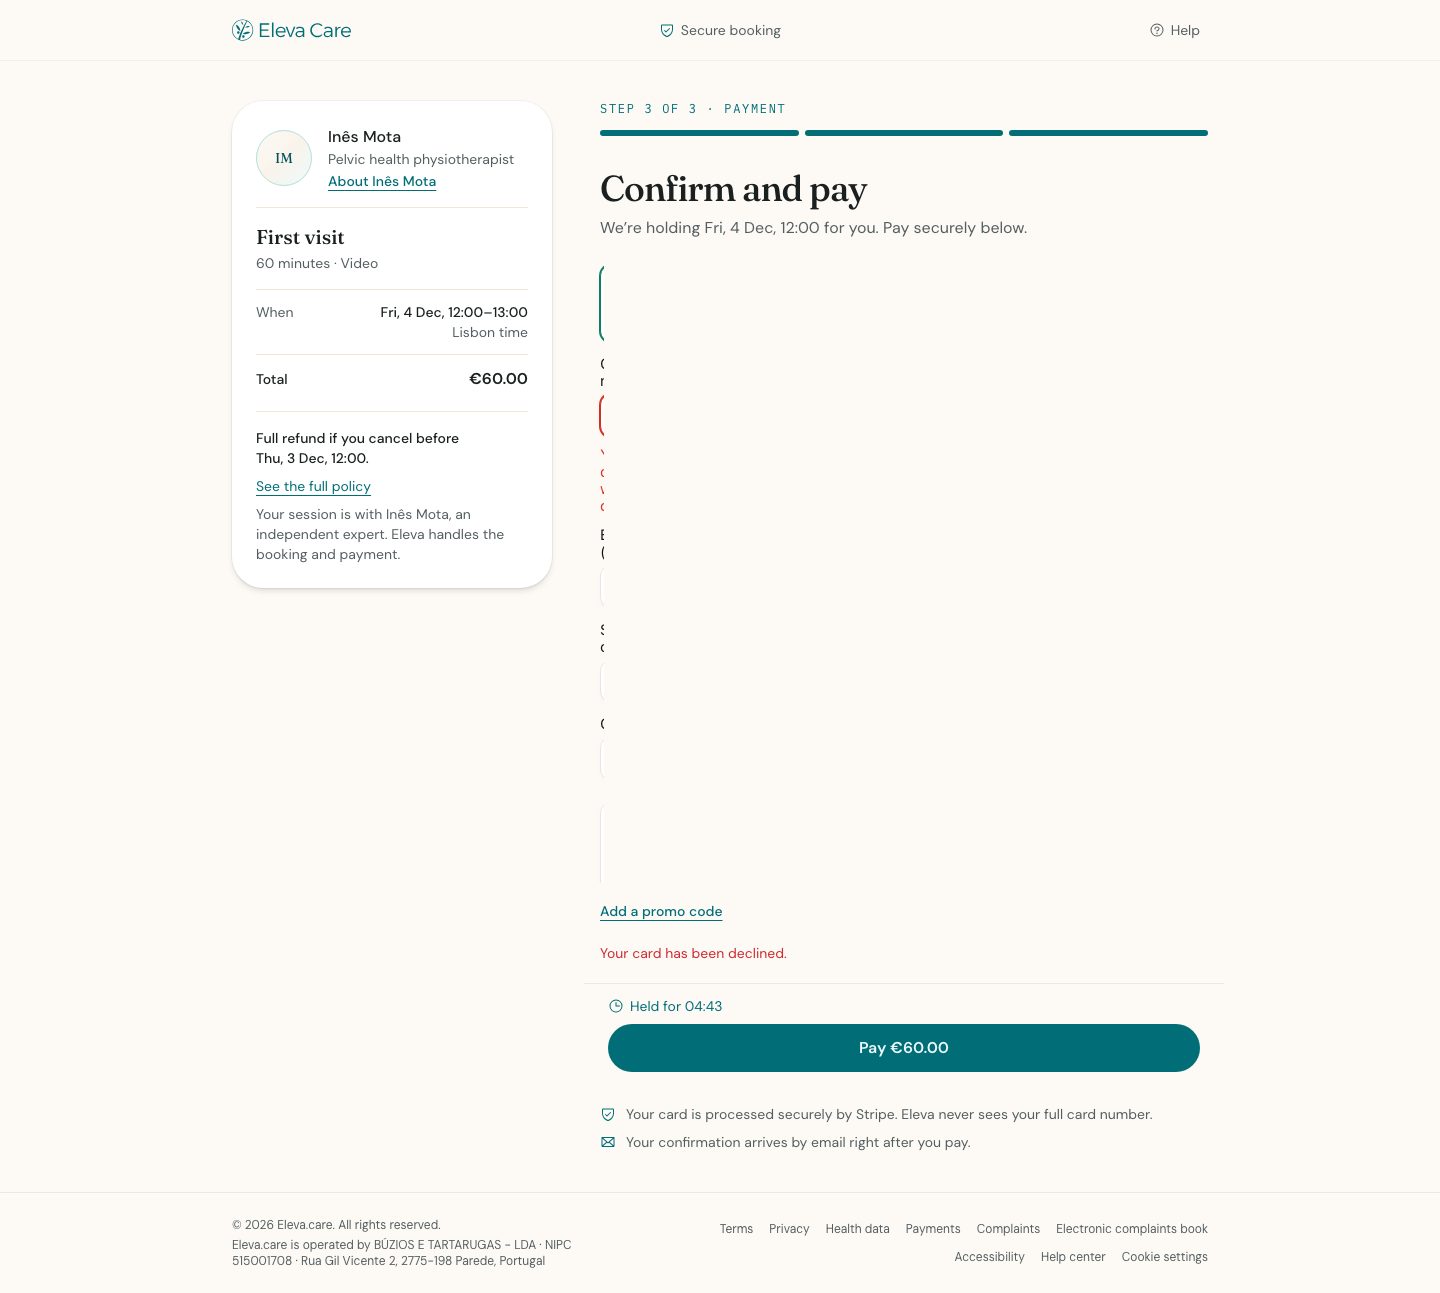 Eleva Care
Secure booking
Help
IM
Inês Mota
Pelvic health physiotherapist
About Inês Mota
First visit
60 minutes · Video
When
Fri, 4 Dec, 12:00–13:00
Lisbon time
Total
€60.00
Full refund if you cancel before
Thu, 3 Dec, 12:00.
See the full policy
Your session is with Inês Mota, an
independent expert. Eleva handles the
booking and payment.
STEP 3 OF 3 · PAYMENT
Confirm and pay
We’re holding Fri, 4 Dec, 12:00 for you. Pay securely below.
Add a promo code
Your card has been declined.
Held for 04:43
Pay €60.00
Your card is processed securely by Stripe. Eleva never sees your full card number.
Your confirmation arrives by email right after you pay.
© 2026 Eleva.care. All rights reserved.
Eleva.care is operated by BÚZIOS E TARTARUGAS - LDA · NIPC
515001708 · Rua Gil Vicente 2, 2775-198 Parede, Portugal
Terms Privacy Health data Payments Complaints Electronic complaints book
Accessibility Help center Cookie settings